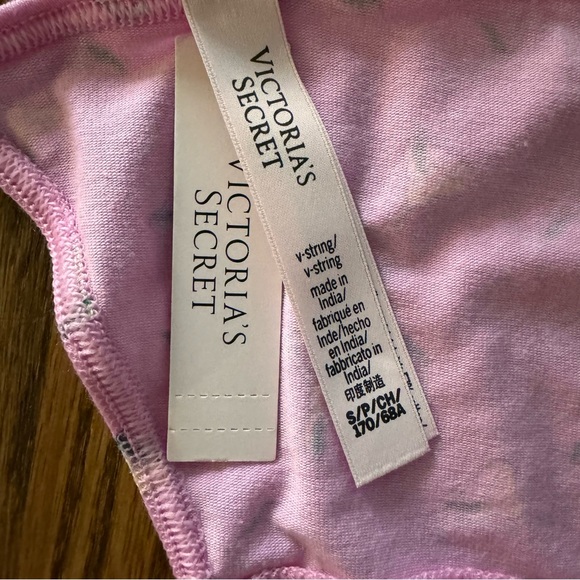 VICTORIA'S
SECRET
v-string/
v-string
made in
India/
fabriqué en
Inde/hecho
en India/
fabbricato in
India/
印度制造
S/P/CH/
170/68A
VICTORIA'S
SECRET